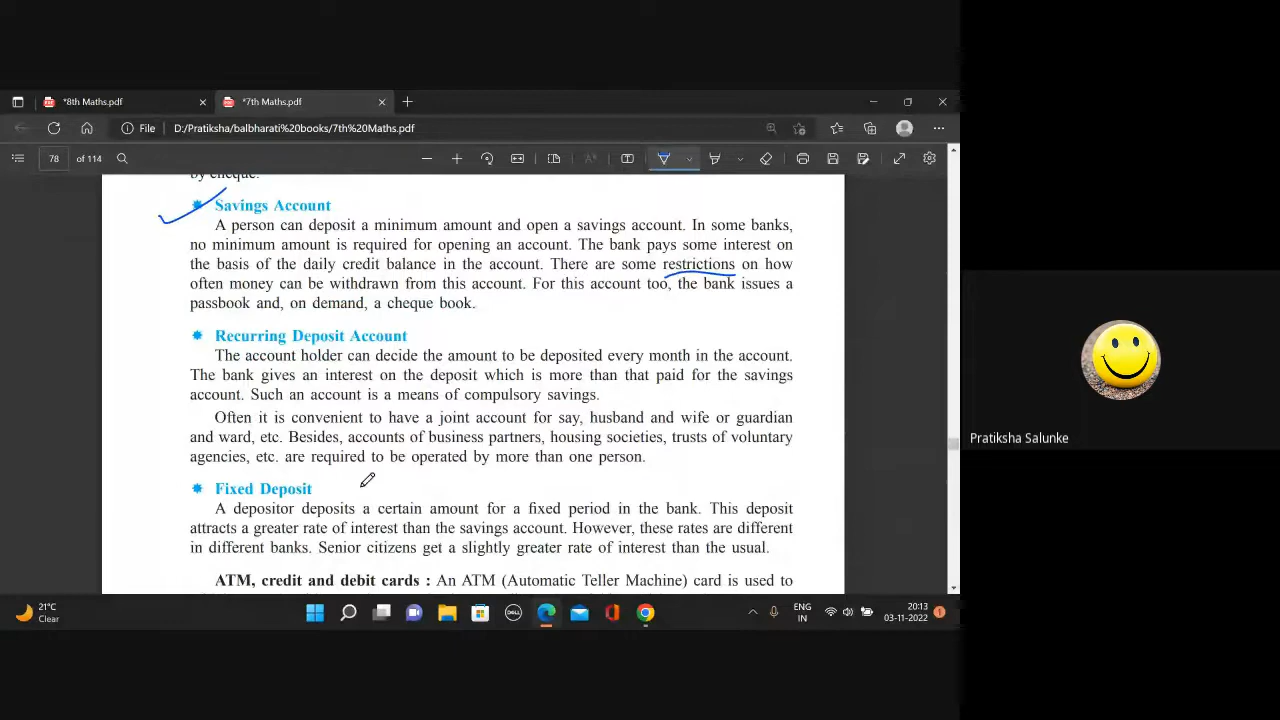 *8th Maths.pdf
*7th Maths.pdf
File
D:/Pratiksha/balbharati%20books/7th%20Maths.pdf
78 of 114
by cheque.
Savings Account
A person can deposit a minimum amount and open a savings account. In some banks,
no minimum amount is required for opening an account. The bank pays some interest on
the basis of the daily credit balance in the account. There are some restrictions on how
often money can be withdrawn from this account. For this account too, the bank issues a
passbook and, on demand, a cheque book.
Recurring Deposit Account
The account holder can decide the amount to be deposited every month in the account.
The bank gives an interest on the deposit which is more than that paid for the savings
account. Such an account is a means of compulsory savings.
Often it is convenient to have a joint account for say, husband and wife or guardian
and ward, etc. Besides, accounts of business partners, housing societies, trusts of voluntary
agencies, etc. are required to be operated by more than one person.
Fixed Deposit
A depositor deposits a certain amount for a fixed period in the bank. This deposit
attracts a greater rate of interest than the savings account. However, these rates are different
in different banks. Senior citizens get a slightly greater rate of interest than the usual.
ATM, credit and debit cards : An ATM (Automatic Teller Machine) card is used to
Pratiksha Salunke
21°C
Clear
DELL
ENG
IN
20:13
03-11-2022
1